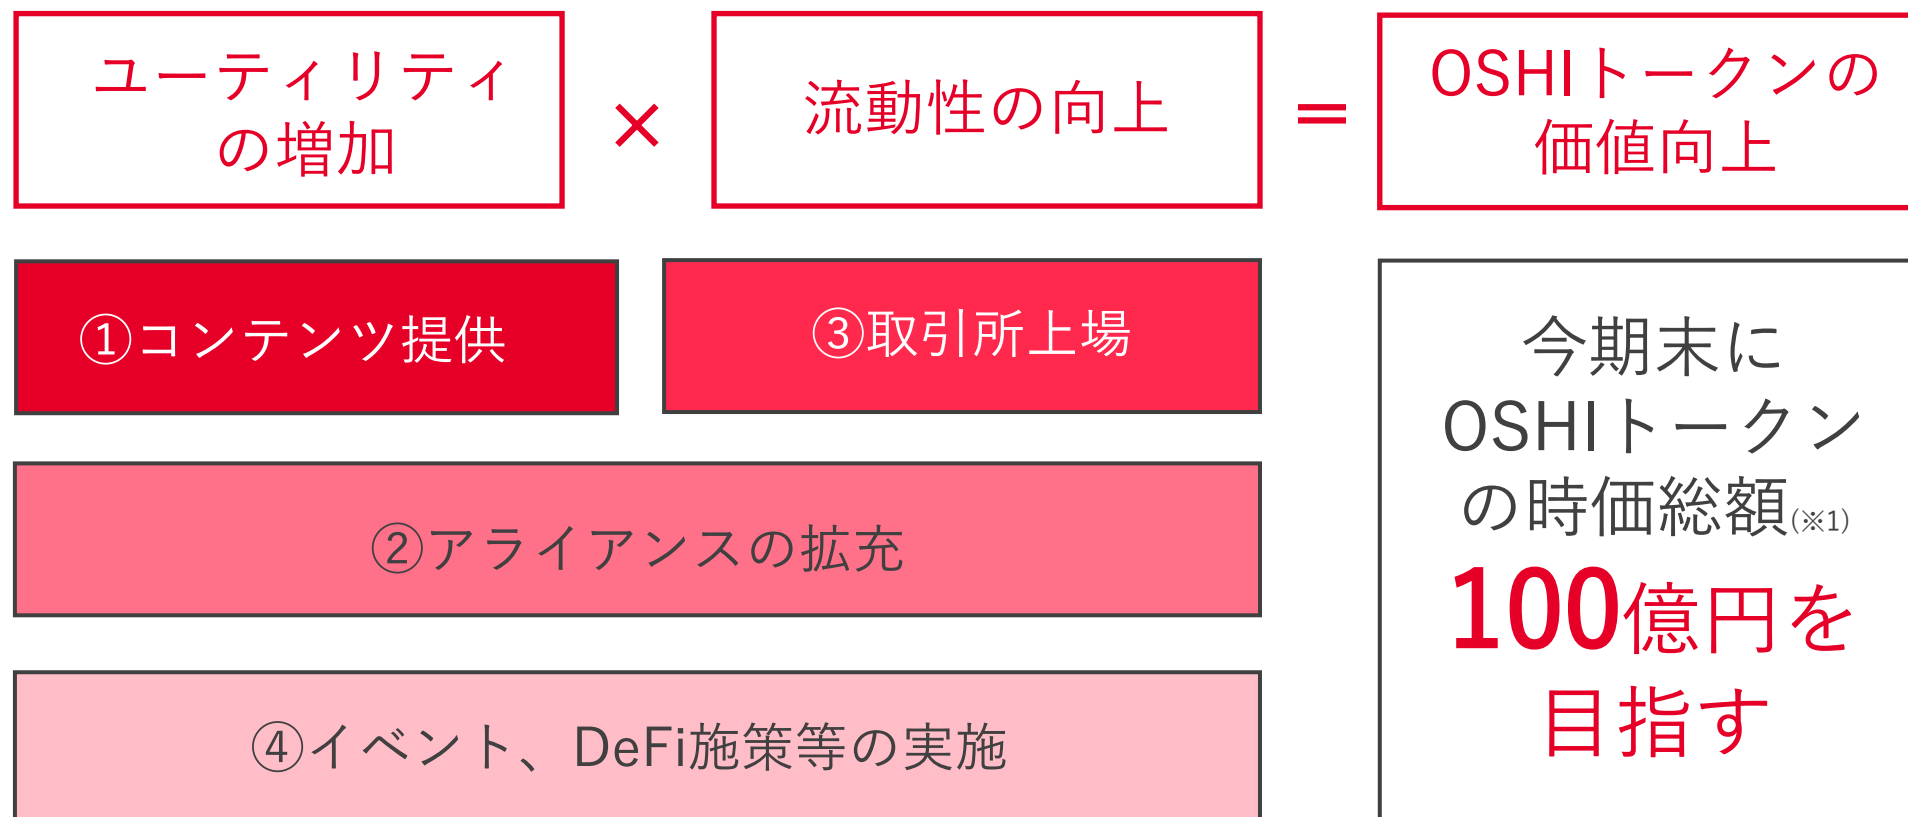 ユーティリティ
の増加
×
流動性の向上
＝
OSHIトークンの
価値向上
①コンテンツ提供
③取引所上場
②アライアンスの拡充
④イベント、DeFi施策等の実施
今期末に
OSHIトークン
の時価総額(※1)
100億円を
目指す